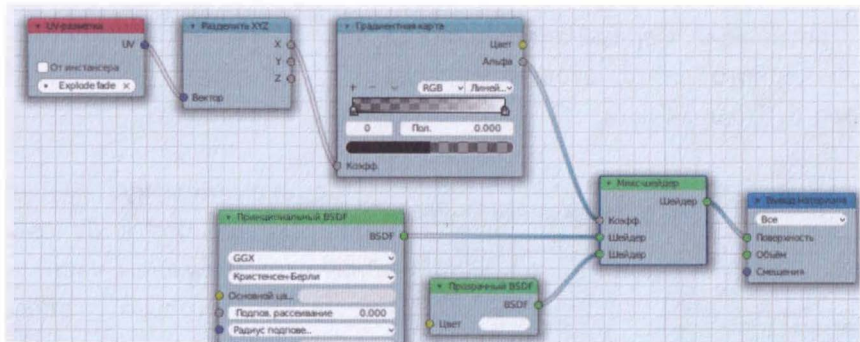 UV-развертка
UV
От инстансера
Explode fade
Разделить XYZ
X
Y
Z
Вектор
Градиентная карта
Цвет
Альфа
RGB
Линей...
0
Пол.
0.000
Коэфф.
Микс-шейдер
Шейдер
Коэфф.
Шейдер
Шейдер
Вывод материала
Все
Поверхность
Объём
Смещения
Принципиальный BSDF
BSDF
GGX
Кристенсен-Берли
Основной цв...
Подпов. рассеивание
0.000
Радиус подпове...
Прозрачный BSDF
BSDF
Цвет